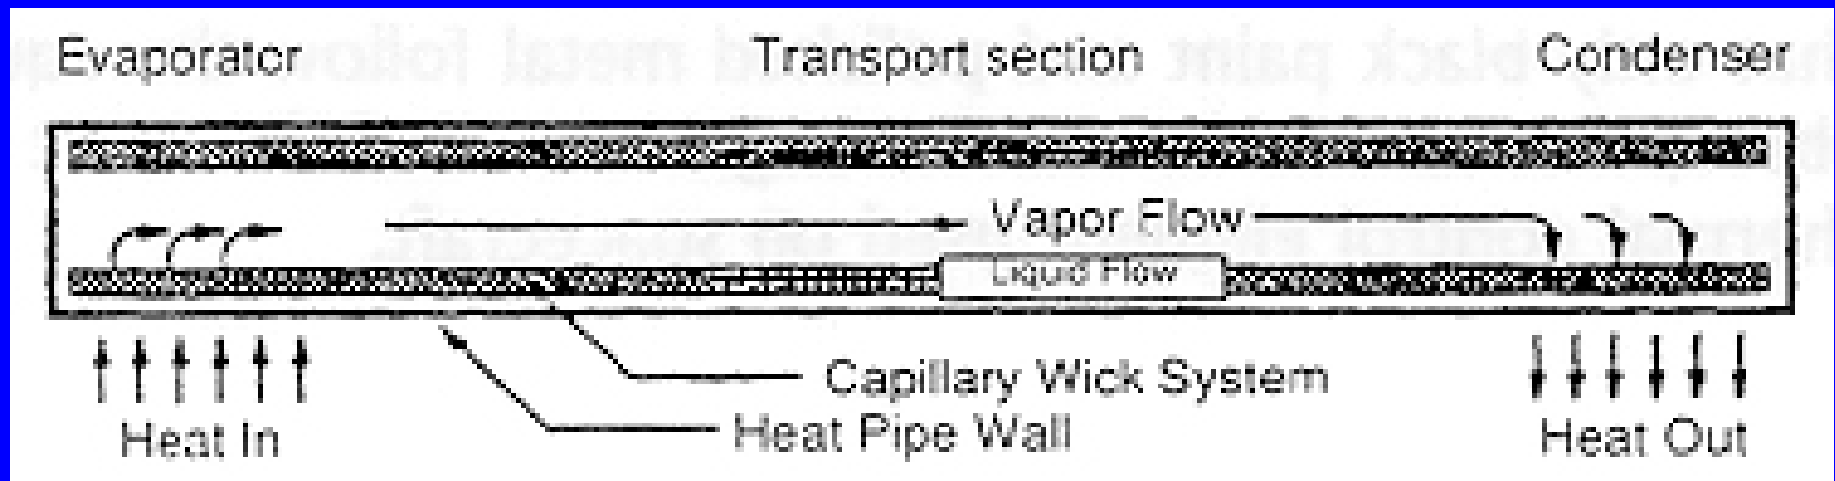 Evaporator Transport section Condenser
Vapor Flow
Liquid Flow
Capillary Wick System
Heat Pipe Wall
Heat In Heat Out